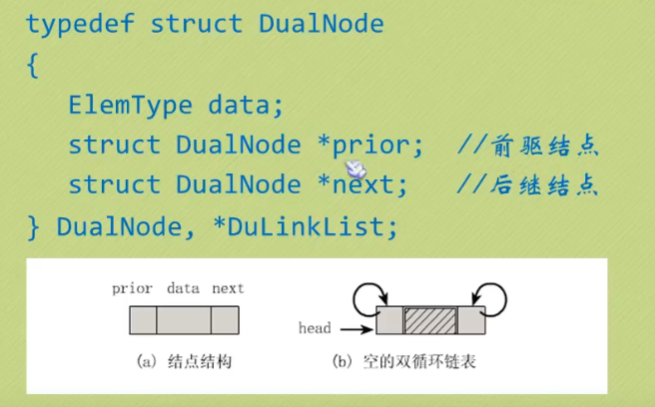 typedef struct DualNode
{
ElemType data;
struct DualNode *prior; //前驱结点
struct DualNode *next; //后继结点
} DualNode, *DuLinkList;
prior data next
head
(a) 结点结构
(b) 空的双循环链表